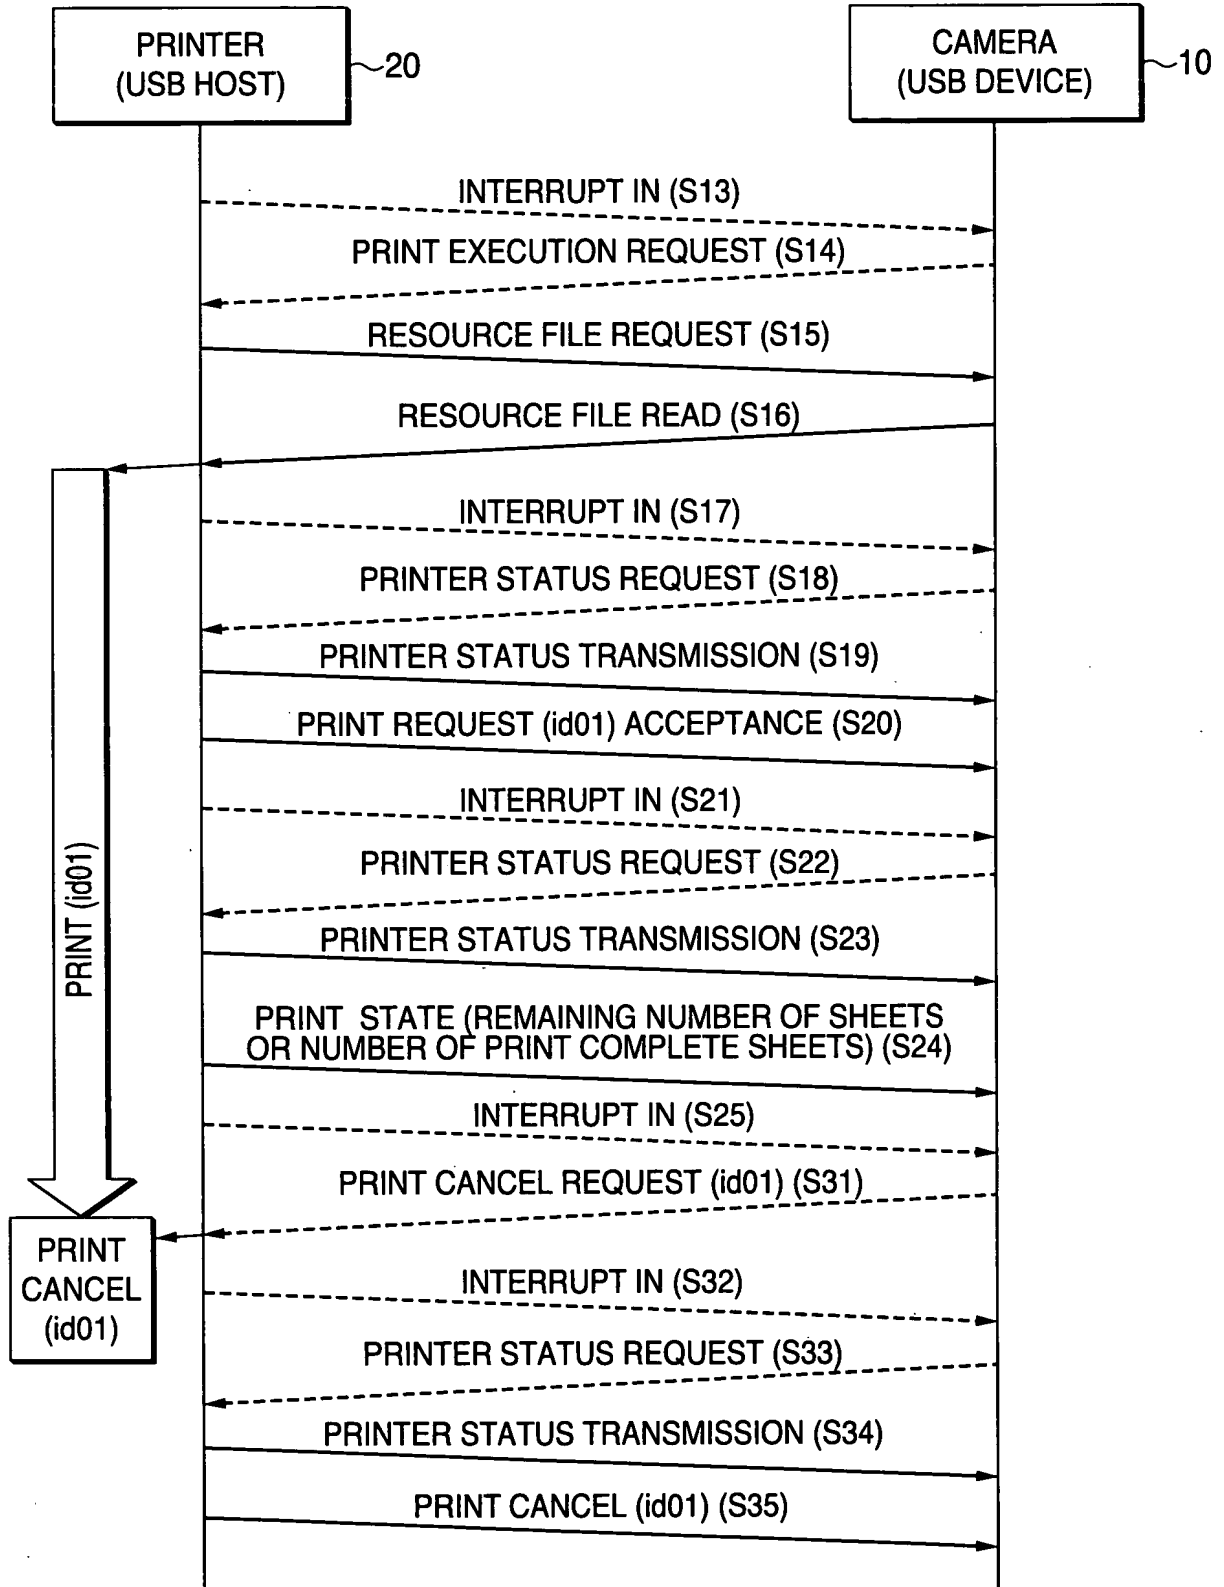 PRINTER
(USB HOST)
20
CAMERA
(USB DEVICE)
10
INTERRUPT IN (S13)
PRINT EXECUTION REQUEST (S14)
RESOURCE FILE REQUEST (S15)
RESOURCE FILE READ (S16)
INTERRUPT IN (S17)
PRINTER STATUS REQUEST (S18)
PRINTER STATUS TRANSMISSION (S19)
PRINT REQUEST (id01) ACCEPTANCE (S20)
INTERRUPT IN (S21)
PRINTER STATUS REQUEST (S22)
PRINT (id01)
PRINTER STATUS TRANSMISSION (S23)
PRINT STATE (REMAINING NUMBER OF SHEETS
OR NUMBER OF PRINT COMPLETE SHEETS) (S24)
INTERRUPT IN (S25)
PRINT CANCEL REQUEST (id01) (S31)
PRINT
CANCEL
(id01)
INTERRUPT IN (S32)
PRINTER STATUS REQUEST (S33)
PRINTER STATUS TRANSMISSION (S34)
PRINT CANCEL (id01) (S35)